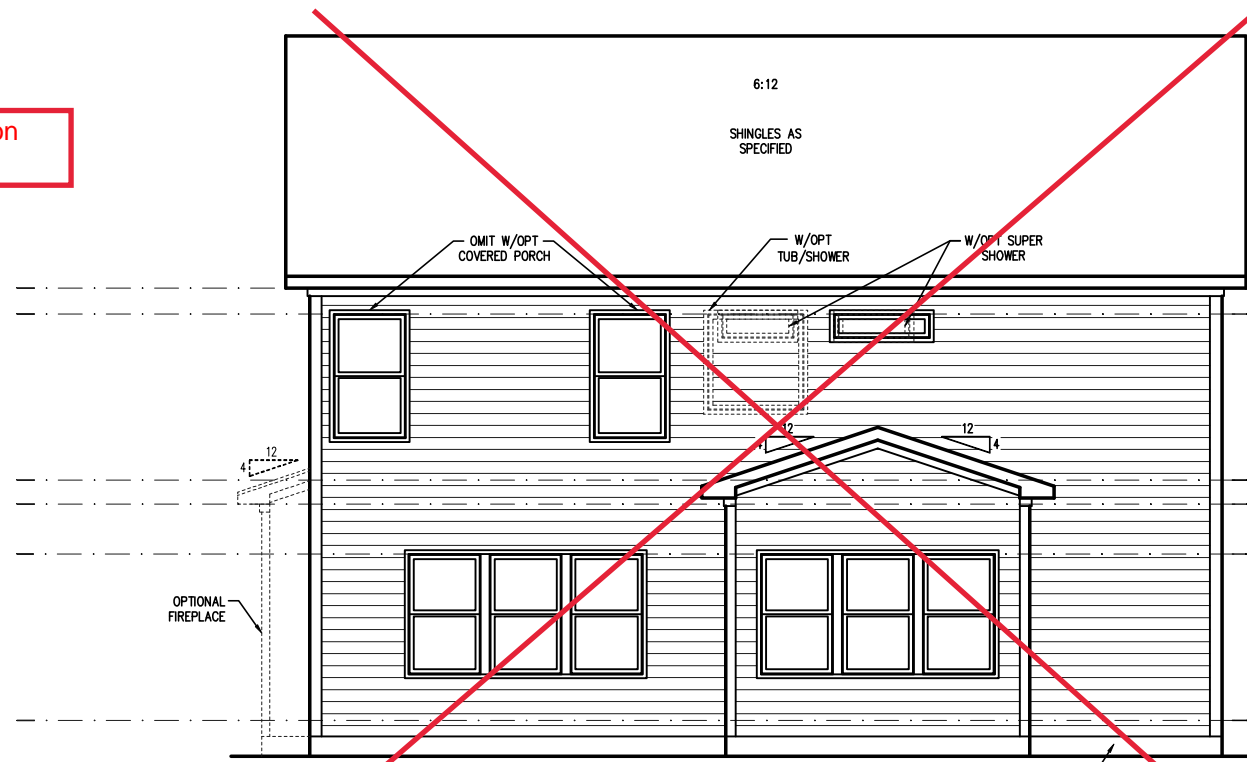 on
6:12
SHINGLES AS
SPECIFIED
OMIT W/OPT
COVERED PORCH
W/OPT
TUB/SHOWER
W/OPT SUPER
SHOWER
12
4
12
4
12
4
OPTIONAL
FIREPLACE